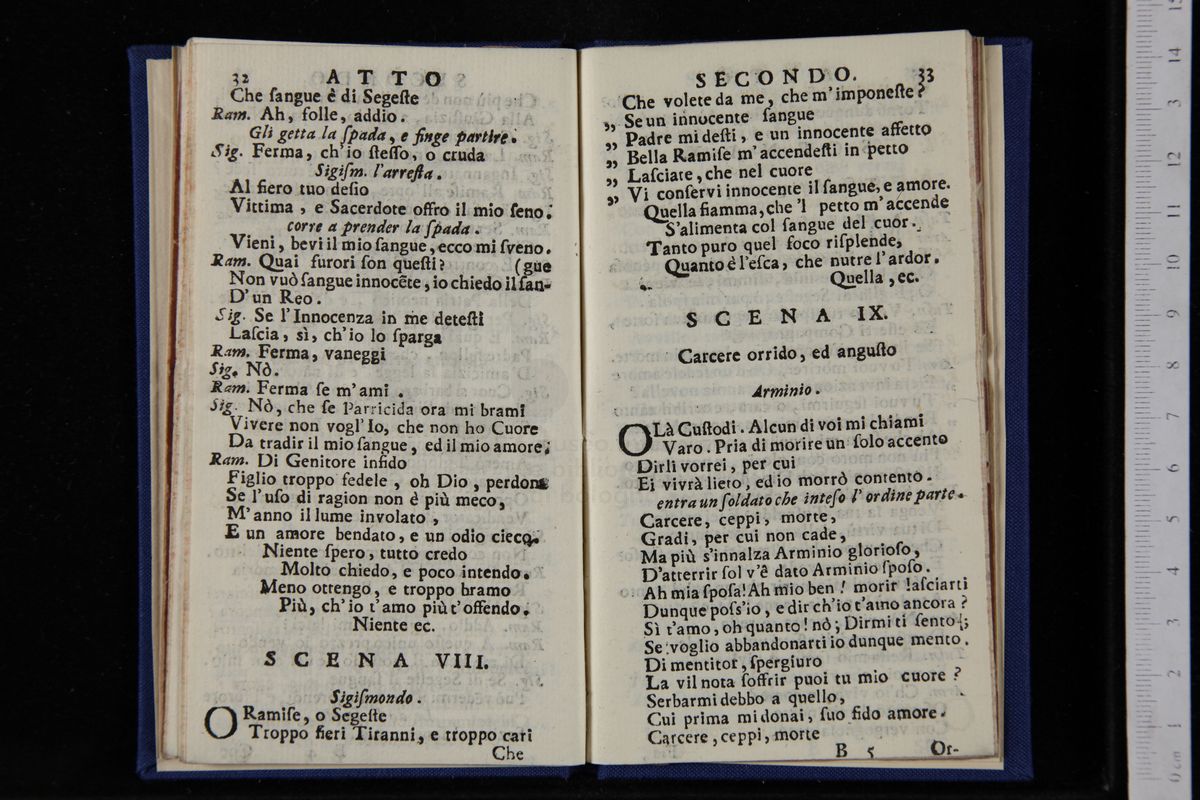 32 ATTO
Che ſangue è di Segeſte
Ram. Ah, folle, addio.
Gli getta la ſpada, e finge partire.
Sig. Ferma, ch'io ſteſſo, o cruda
Sigiſm. l'arreſta.
Al fiero tuo deſio
Vittima, e Sacerdote offro il mio ſeno.
corre a prender la ſpada.
Vieni, bevi il mio ſangue, ecco mi ſveno.
Ram. Quai furori ſon queſti? (gue
Non vuò ſangue innocẽte, io chiedo il ſan-
D'un Reo.
Sig. Se l'Innocenza in me deteſti
Laſcia, sì, ch'io lo ſparga
Ram. Ferma, vaneggi
Sig. Nò.
Ram. Ferma ſe m'ami.
Sig. Nò, che ſe Parricida ora mi brami
Vivere non vogl'Io, che non ho Cuore
Da tradir il mio ſangue, ed il mio amore;
Ram. Di Genitore infido
Figlio troppo fedele, oh Dio, perdona
Se l'uſo di ragion non è più meco,
M'anno il lume involato,
E un amore bendato, e un odio cieco.
Niente ſpero, tutto credo
Molto chiedo, e poco intendo.
Meno ottengo, e troppo bramo
Più, ch'io t'amo più t'offendo.
Niente ec.
SCENA VIII.
Sigiſmondo.
O Ramiſe, o Segeſte
Troppo fieri Tiranni, e troppo cari
Che
SECONDO. 33
Che volete da me, che m'imponeſte?
„ Se un innocente ſangue
„ Padre mi deſti, e un innocente affetto
„ Bella Ramiſe m'accendeſti in petto
„ Laſciate, che nel cuore
„ Vi conſervi innocente il ſangue, e amore.
Quella fiamma, che 'l petto m'accende
S'alimenta col ſangue del cuor.
Tanto puro quel foco riſplende,
Quanto è l'eſca, che nutre l'ardor.
Quella, ec.
SCENA IX.
Carcere orrido, ed anguſto
Arminio.
OLà Cuſtodi. Alcun di voi mi chiami
Varo. Pria di morire un ſolo accento
Dirli vorrei, per cui
Ei vivrà lieto, ed io morrò contento.
entra un ſoldato che inteſo l'ordine parte.
Carcere, ceppi, morte,
Gradi, per cui non cade,
Ma più s'innalza Arminio glorioſo,
D'atterrir ſol v'ê dato Arminio ſpoſo.
Ah mia ſpoſa! Ah mio ben! morir laſciarti
Dunque poſs'io, e dir ch'io t'amo ancora?
Sì t'amo, oh quanto! nò; Dirmi ti ſento;
Se voglio abbandonarti io dunque mento.
Di mentitor, ſpergiuro
La vil nota ſoffrir puoi tu mio cuore?
Serbarmi debbo a quello,
Cui prima mi donai, ſuo fido amore.
Carcere, ceppi, morte
B 5 Or-